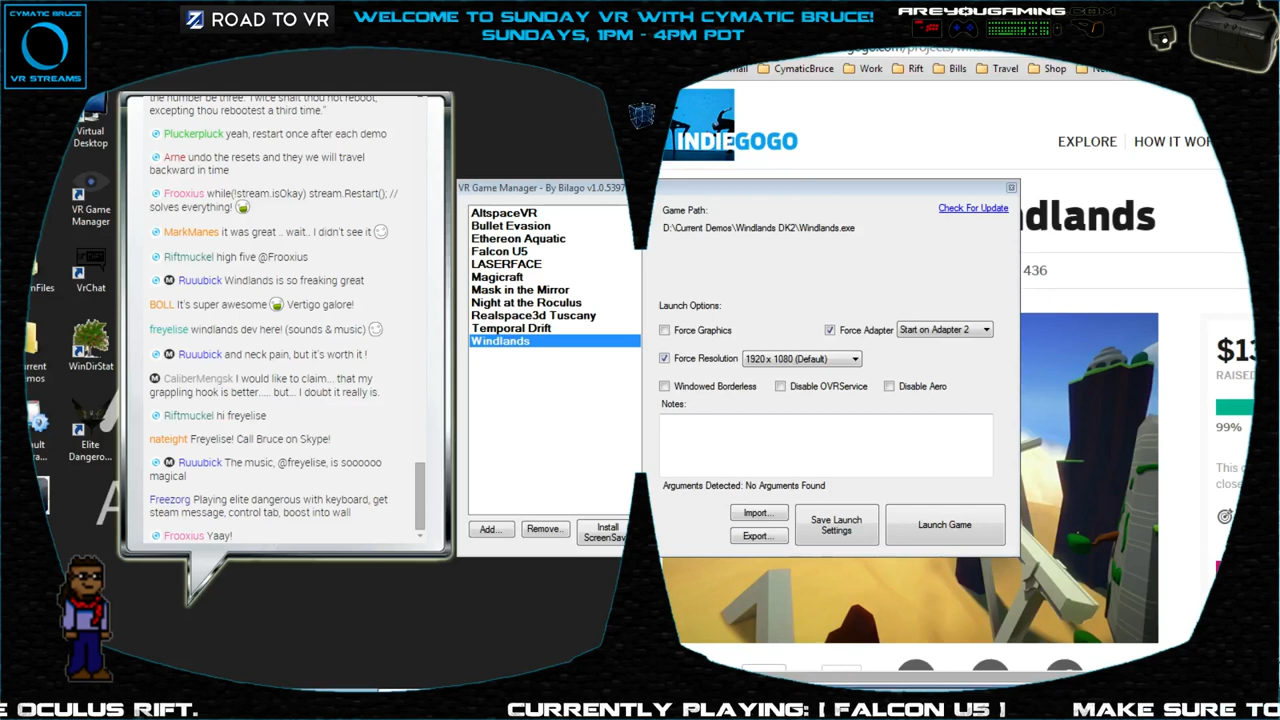 CYMATIC BRUCE
VR STREAMS
ROAD TO VR
WELCOME TO SUNDAY VR WITH CYMATIC BRUCE!
SUNDAYS, 1PM - 4PM PDT
AREYOUGAMING.COM
CymaticBruce
Work
Rift
Bills
Travel
Shop
Virtual
Desktop
VR Game
Manager
VrChat
WinDirStat
Elite
Dangero...
the number be three. Twice shalt thou not reboot,
excepting thou rebootest a third time."
Pluckerpluck yeah, restart once after each demo
Arne undo the resets and they we will travel
backward in time
Frooxius while(!stream.isOkay) stream.Restart(); //
solves everything!
MarkManes it was great .. wait.. I didn't see it
Riftmuckel high five @Frooxius
Ruuubick Windlands is so freaking great
BOLL It's super awesome Vertigo galore!
freyelise windlands dev here! (sounds & music)
Ruuubick and neck pain, but it's worth it !
CaliberMengsk I would like to claim....that my
grappling hook is better..... but... I doubt it really is.
Riftmuckel hi freyelise
nateight Freyelise! Call Bruce on Skype!
Ruuubick The music, @freyelise, is soooooo
magical
Freezorg Playing elite dangerous with keyboard, get
steam message, control tab, boost into wall
Frooxius Yaay!
VR Game Manager - By Bilago v1.0.5397
AltspaceVR
Bullet Evasion
Ethereon Aquatic
Falcon U5
LASERFACE
Magicraft
Mask in the Mirror
Night at the Roculus
Realspace3d Tuscany
Temporal Drift
Windlands
Add...
Remove..
Install
ScreenSav
Game Path:
Check For Update
D:\Current Demos\Windlands DK2\Windlands.exe
Launch Options:
Force Graphics
Force Adapter
Start on Adapter 2
Force Resolution
1920 x 1080 (Default)
Windowed Borderless
Disable OVRService
Disable Aero
Notes:
Arguments Detected: No Arguments Found
Import...
Export...
Save Launch
Settings
Launch Game
INDIEGOGO
EXPLORE
HOW IT WOR
ndlands
436
$13
RAISED
99%
This c
close
E OCULUS RIFT.
CURRENTLY PLAYING: [ FALCON U5 ]
MAKE SURE TO